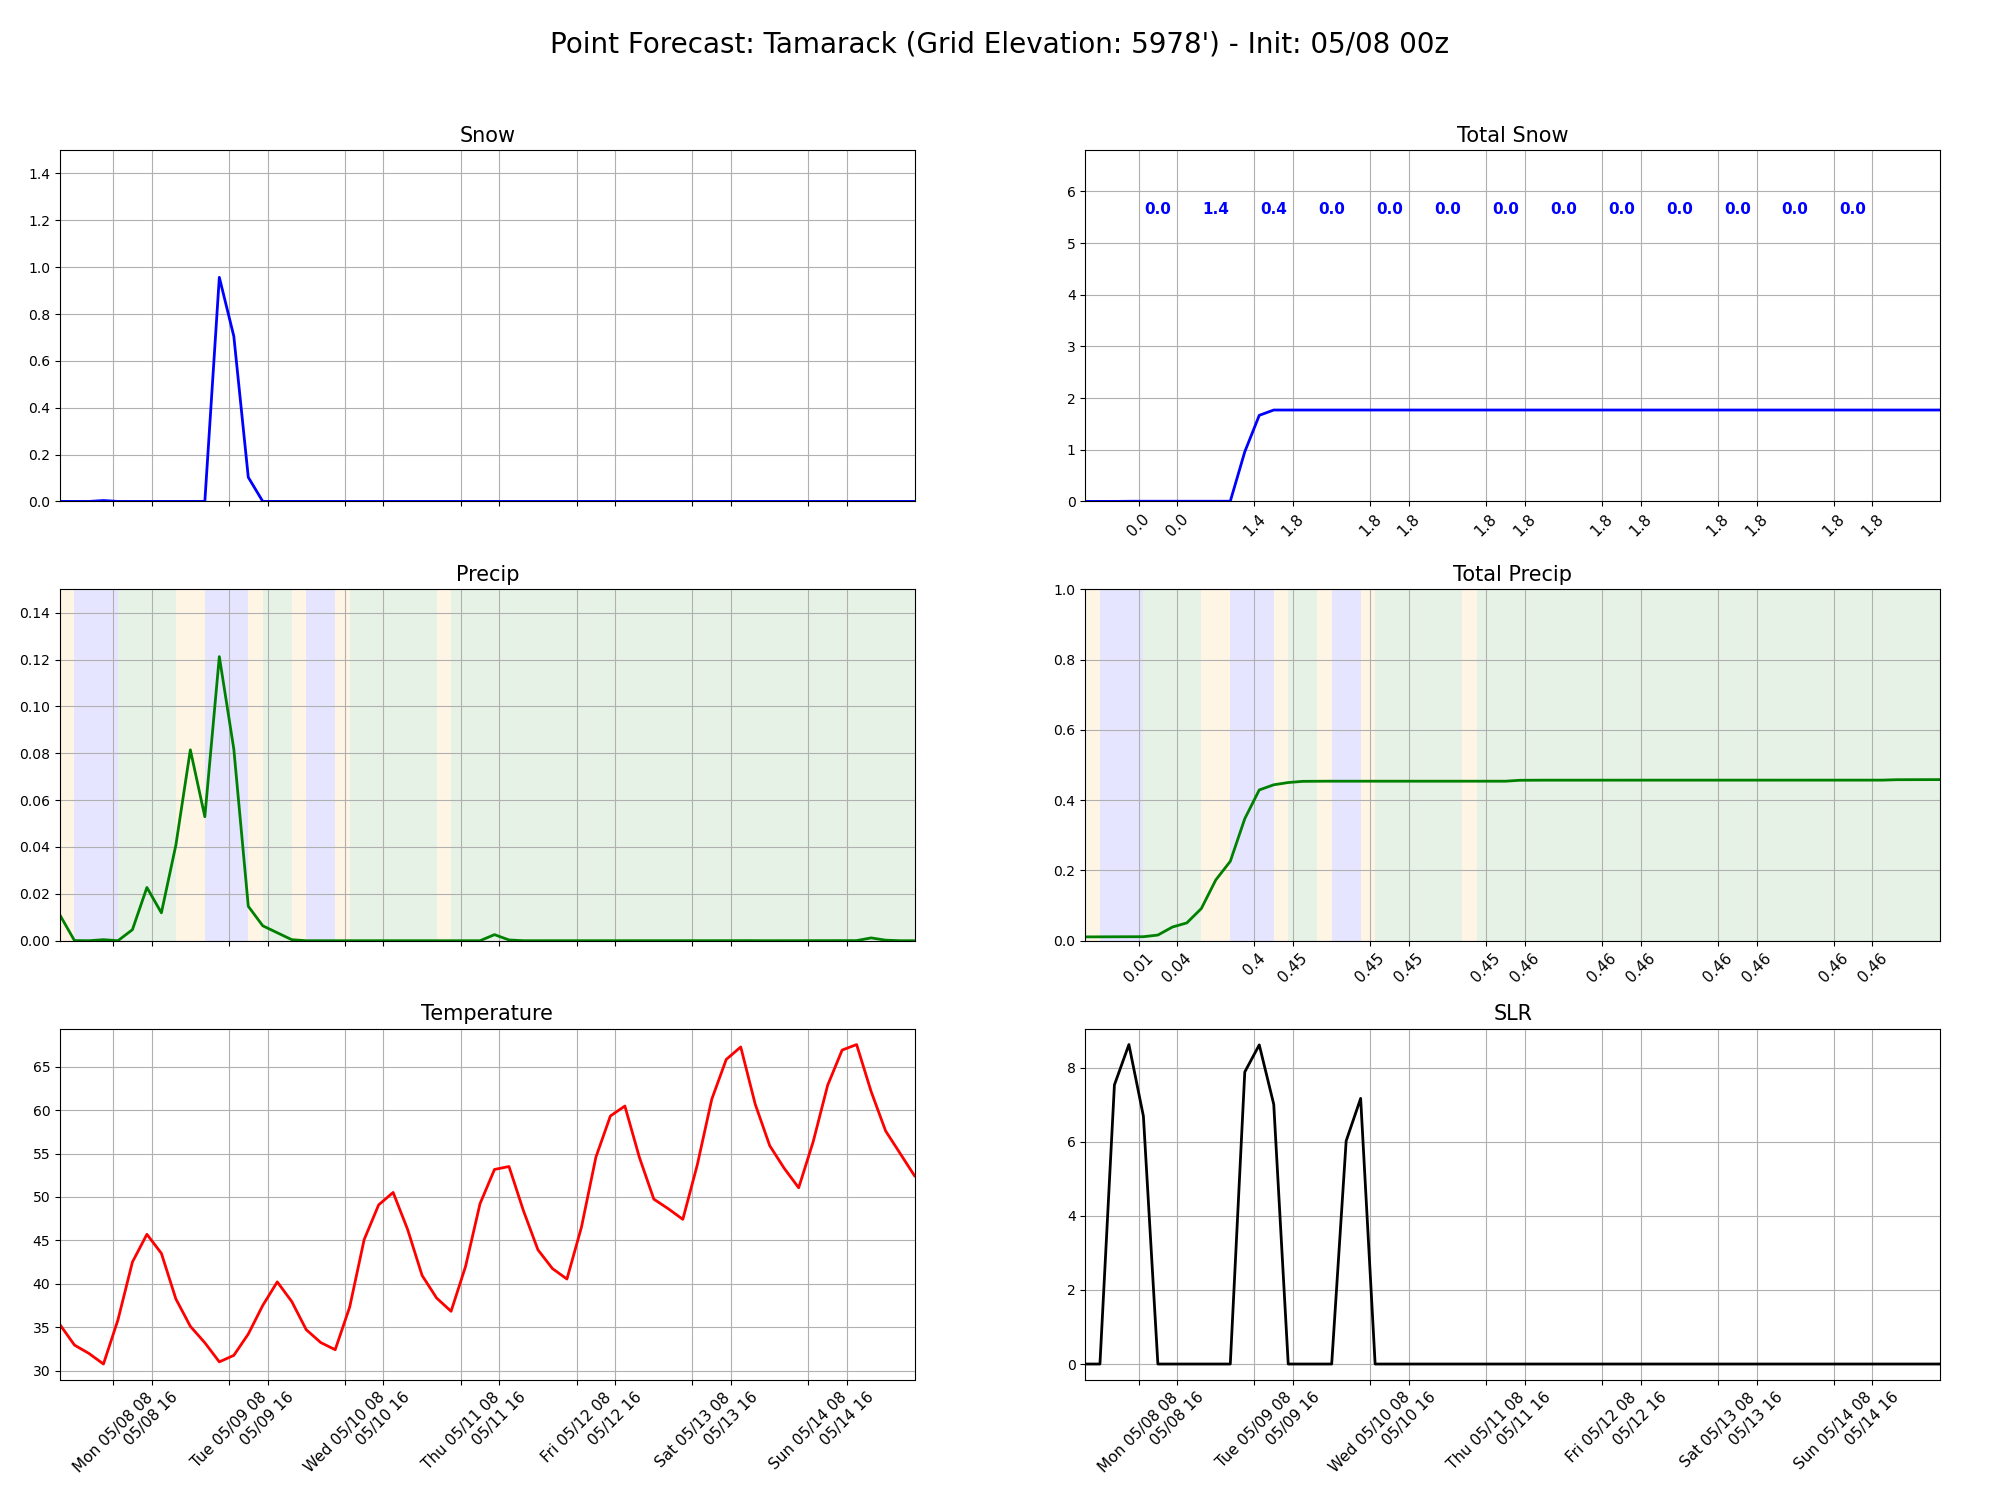 Point Forecast: Tamarack (Grid Elevation: 5978') - Init: 05/08 00z
Snow
1.4
1.2
1.0
0.8
0.6
0.4
0.2
0.0
Total Snow
6
5
4
3
2
1
0
0.0 1.4 0.4 0.0 0.0 0.0 0.0 0.0 0.0 0.0 0.0 0.0 0.0
0.0 0.0 1.4 1.8 1.8 1.8 1.8 1.8 1.8 1.8 1.8 1.8 1.8 1.8
Precip
0.14
0.12
0.10
0.08
0.06
0.04
0.02
0.00
Total Precip
1.0
0.8
0.6
0.4
0.2
0.0
0.01 0.04 0.4 0.45 0.45 0.45 0.45 0.46 0.46 0.46 0.46 0.46 0.46 0.46
Temperature
65
60
55
50
45
40
35
30
Mon 05/08 08
05/08 16
Tue 05/09 08
05/09 16
Wed 05/10 08
05/10 16
Thu 05/11 08
05/11 16
Fri 05/12 08
05/12 16
Sat 05/13 08
05/13 16
Sun 05/14 08
05/14 16
SLR
8
6
4
2
0
Mon 05/08 08
05/08 16
Tue 05/09 08
05/09 16
Wed 05/10 08
05/10 16
Thu 05/11 08
05/11 16
Fri 05/12 08
05/12 16
Sat 05/13 08
05/13 16
Sun 05/14 08
05/14 16